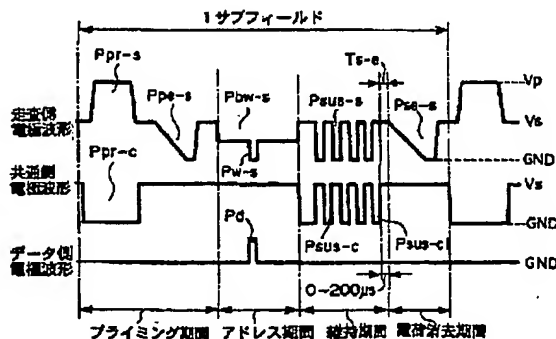 1サブフィールド
Ppr-s
Ts-e
Vp
Ppe-s
Pbw-s
Psus-s
Pse-s
走査側
電極波形
Vs
Pw-s
GND
Ppr-c
共通側
電極波形
Vs
Pd
GND
Psus-c
Psus-cl
データ側
電極波形
GND
0~200μs
プライミング期間
アドレス期間
維持期間
電荷消去期間